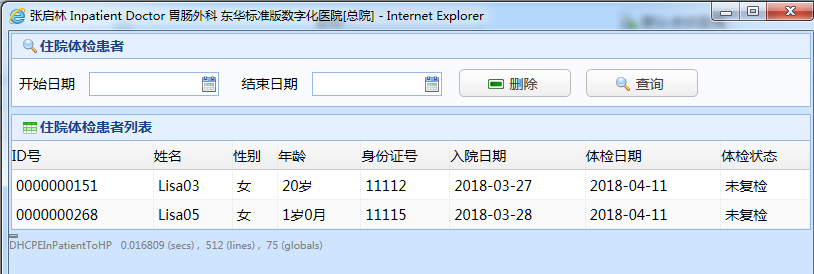 张启林 Inpatient Doctor 胃肠外科 东华标准版数字化医院[总院] - Internet Explorer
住院体检患者
开始日期 结束日期 删除 查询
住院体检患者列表
ID号 姓名 性别 年龄 身份证号 入院日期 体检日期 体检状态
0000000151 Lisa03 女 20岁 11112 2018-03-27 2018-04-11 未复检
0000000268 Lisa05 女 1岁0月 11115 2018-03-28 2018-04-11 未复检
DHCPEInPatientToHP 0.016809 (secs) , 512 (lines) , 75 (globals)